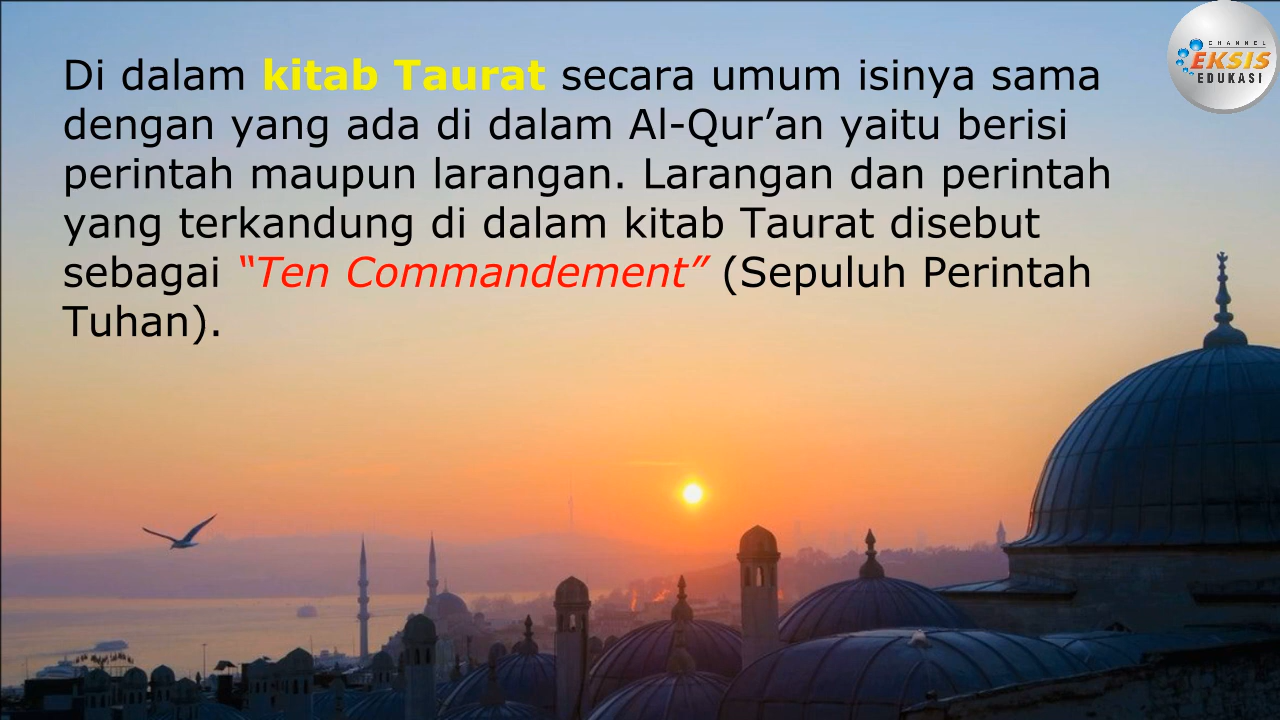 CHANNEL
EKSIS
EDUKASI
Di dalam kitab Taurat secara umum isinya sama
dengan yang ada di dalam Al-Qur’an yaitu berisi
perintah maupun larangan. Larangan dan perintah
yang terkandung di dalam kitab Taurat disebut
sebagai “Ten Commandement” (Sepuluh Perintah
Tuhan).